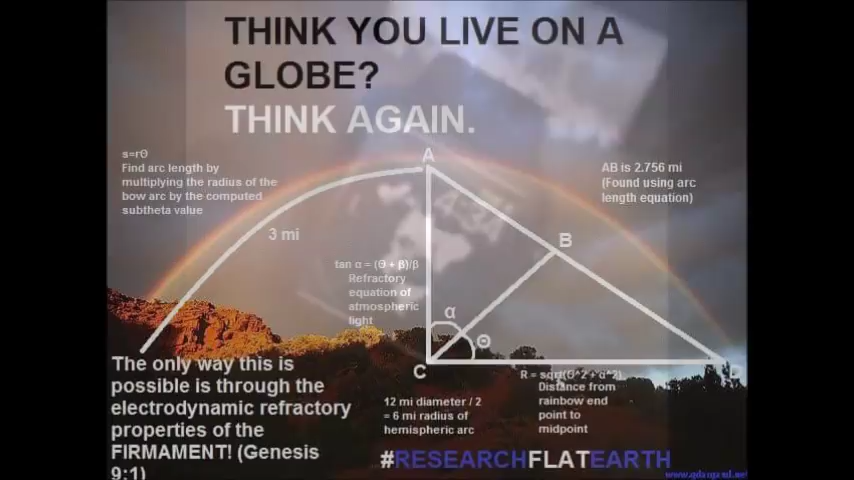 THINK YOU LIVE ON A
GLOBE?
THINK AGAIN.
s=rΘ
Find arc length by
multiplying the radius of the
bow arc by the computed
subtheta value
A
AB is 2.756 mi
(Found using arc
length equation)
3 mi
B
tan α = (Θ + β)/β
Refractory
equation of
atmospheric
light
α
Θ
C
D
The only way this is
possible is through the
electrodynamic refractory
properties of the
FIRMAMENT! (Genesis
9:1)
12 mi diameter / 2
= 6 mi radius of
hemispheric arc
R = sqrt(Θ^2 + α^2)
Distance from
rainbow end
point to
midpoint
#RESEARCHFLATEARTH